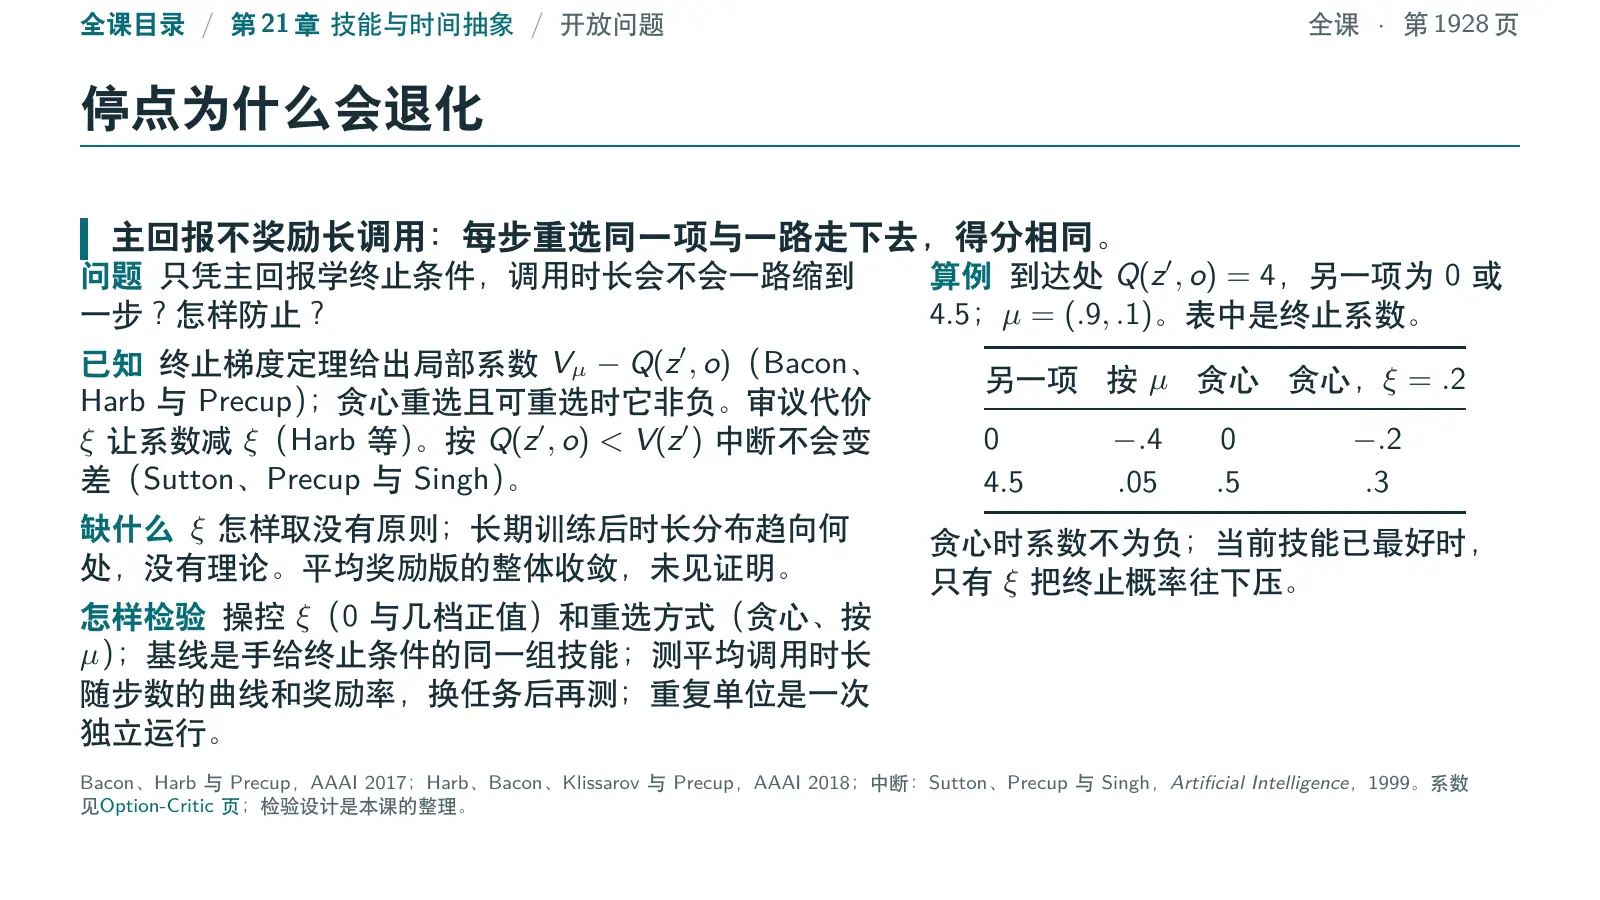 全课目录 / 第 21 章 技能与时间抽象 / 开放问题
全课 · 第 1928 页
停点为什么会退化
主回报不奖励长调用：每步重选同一项与一路走下去，得分相同。
问题 只凭主回报学终止条件，调用时长会不会一路缩到
一步？怎样防止？
已知 终止梯度定理给出局部系数 Vμ − Q(z′, o)（Bacon、
Harb 与 Precup）；贪心重选且可重选时它非负。审议代价
ξ 让系数减 ξ（Harb 等）。按 Q(z′, o) < V(z′) 中断不会变
差（Sutton、Precup 与 Singh）。
缺什么 ξ 怎样取没有原则；长期训练后时长分布趋向何
处，没有理论。平均奖励版的整体收敛，未见证明。
怎样检验 操控 ξ（0 与几档正值）和重选方式（贪心、按
μ）；基线是手给终止条件的同一组技能；测平均调用时长
随步数的曲线和奖励率，换任务后再测；重复单位是一次
独立运行。
算例 到达处 Q(z′, o) = 4，另一项为 0 或
4.5；μ = (.9, .1)。表中是终止系数。
另一项 按 μ 贪心 贪心，ξ = .2
0 −.4 0 −.2
4.5 .05 .5 .3
贪心时系数不为负；当前技能已最好时，
只有 ξ 把终止概率往下压。
Bacon、Harb 与 Precup，AAAI 2017；Harb、Bacon、Klissarov 与 Precup，AAAI 2018；中断：Sutton、Precup 与 Singh，Artificial Intelligence，1999。系数
见Option-Critic 页；检验设计是本课的整理。